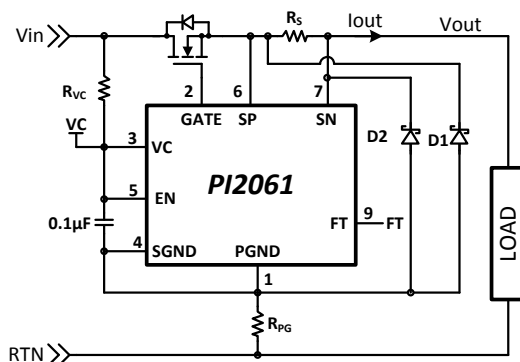 Vin
RS
Iout
Vout
RVC
2
6
7
GATE
SP
SN
VC
3
VC
D2
D1
PI2061
5
EN
0.1µF
FT
9
FT
4
SGND
PGND
1
LOAD
RPG
RTN